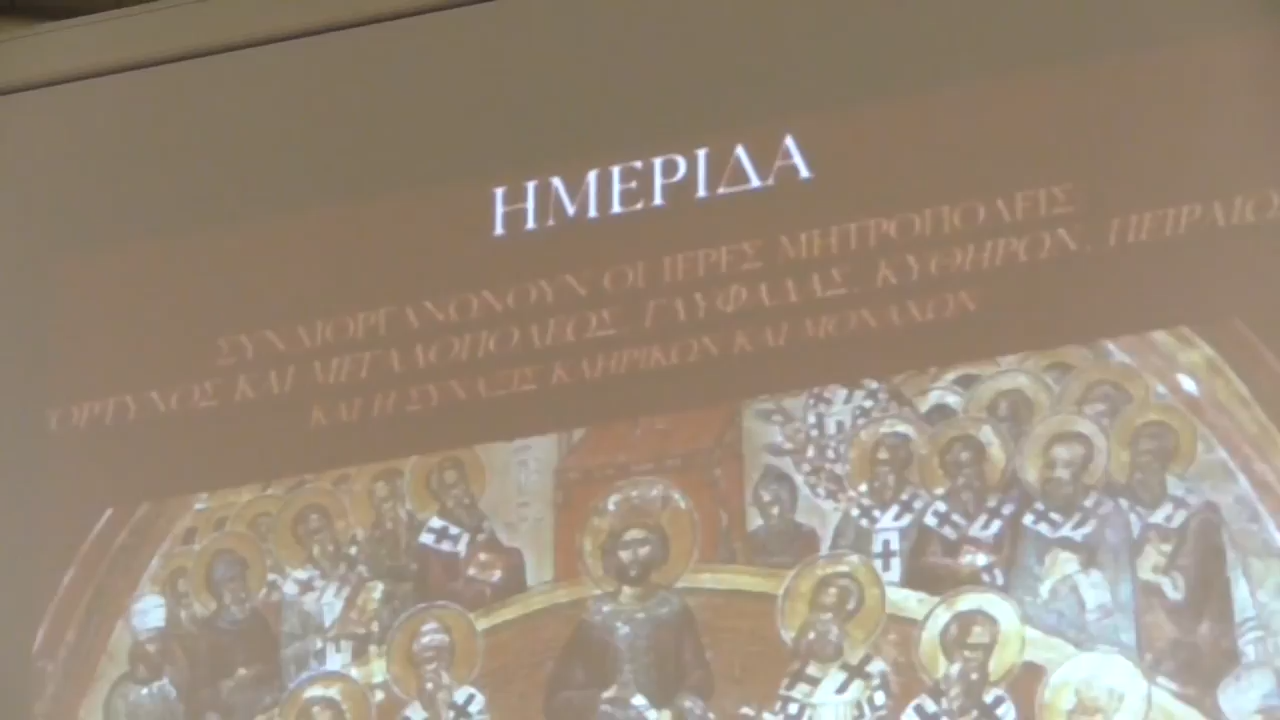 ΗΜΕΡΙΔΑ
ΣΥΝΔΙΟΡΓΑΝΩΝΟΥΝ ΟΙ ΙΕΡΕΣ ΜΗΤΡΟΠΟΛΕΙΣ
ΓΟΡΤΥΝΟΣ ΚΑΙ ΜΕΓΑΛΟΠΟΛΕΩΣ, ΓΛΥΦΑΔΑΣ, ΚΥΘΗΡΩΝ, ΠΕΙΡΑΙΩΣ
ΚΑΙ Η ΣΥΝΑΞΙΣ ΚΛΗΡΙΚΩΝ ΚΑΙ ΜΟΝΑΧΩΝ